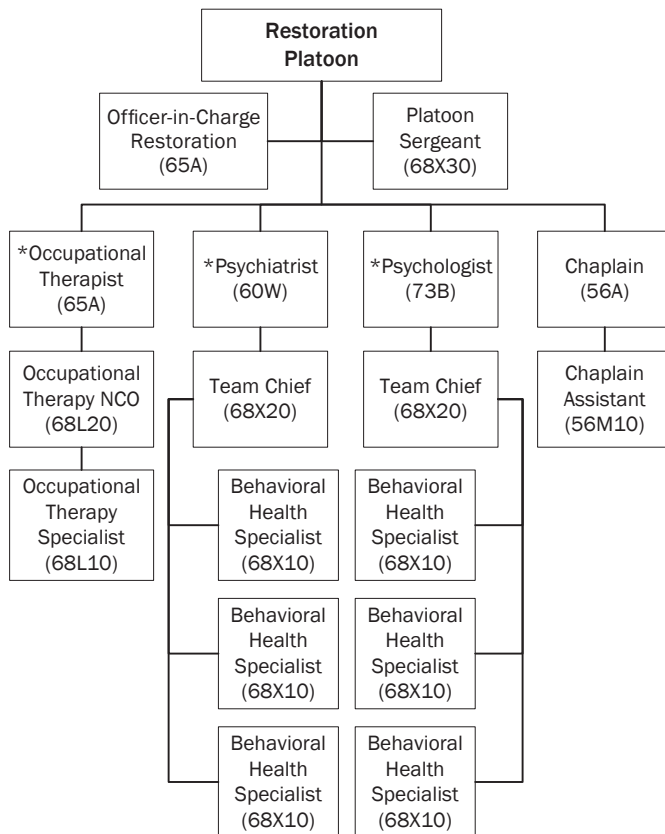 Restoration
Platoon
Officer-in-Charge
Restoration
(65A)
Platoon
Sergeant
(68X30)
*Occupational
Therapist
(65A)
*Psychiatrist
(60W)
*Psychologist
(73B)
Chaplain
(56A)
Occupational
Therapy NCO
(68L20)
Team Chief
(68X20)
Team Chief
(68X20)
Chaplain
Assistant
(56M10)
Occupational
Therapy
Specialist
(68L10)
Behavioral
Health
Specialist
(68X10)
Behavioral
Health
Specialist
(68X10)
Behavioral
Health
Specialist
(68X10)
Behavioral
Health
Specialist
(68X10)
Behavioral
Health
Specialist
(68X10)
Behavioral
Health
Specialist
(68X10)